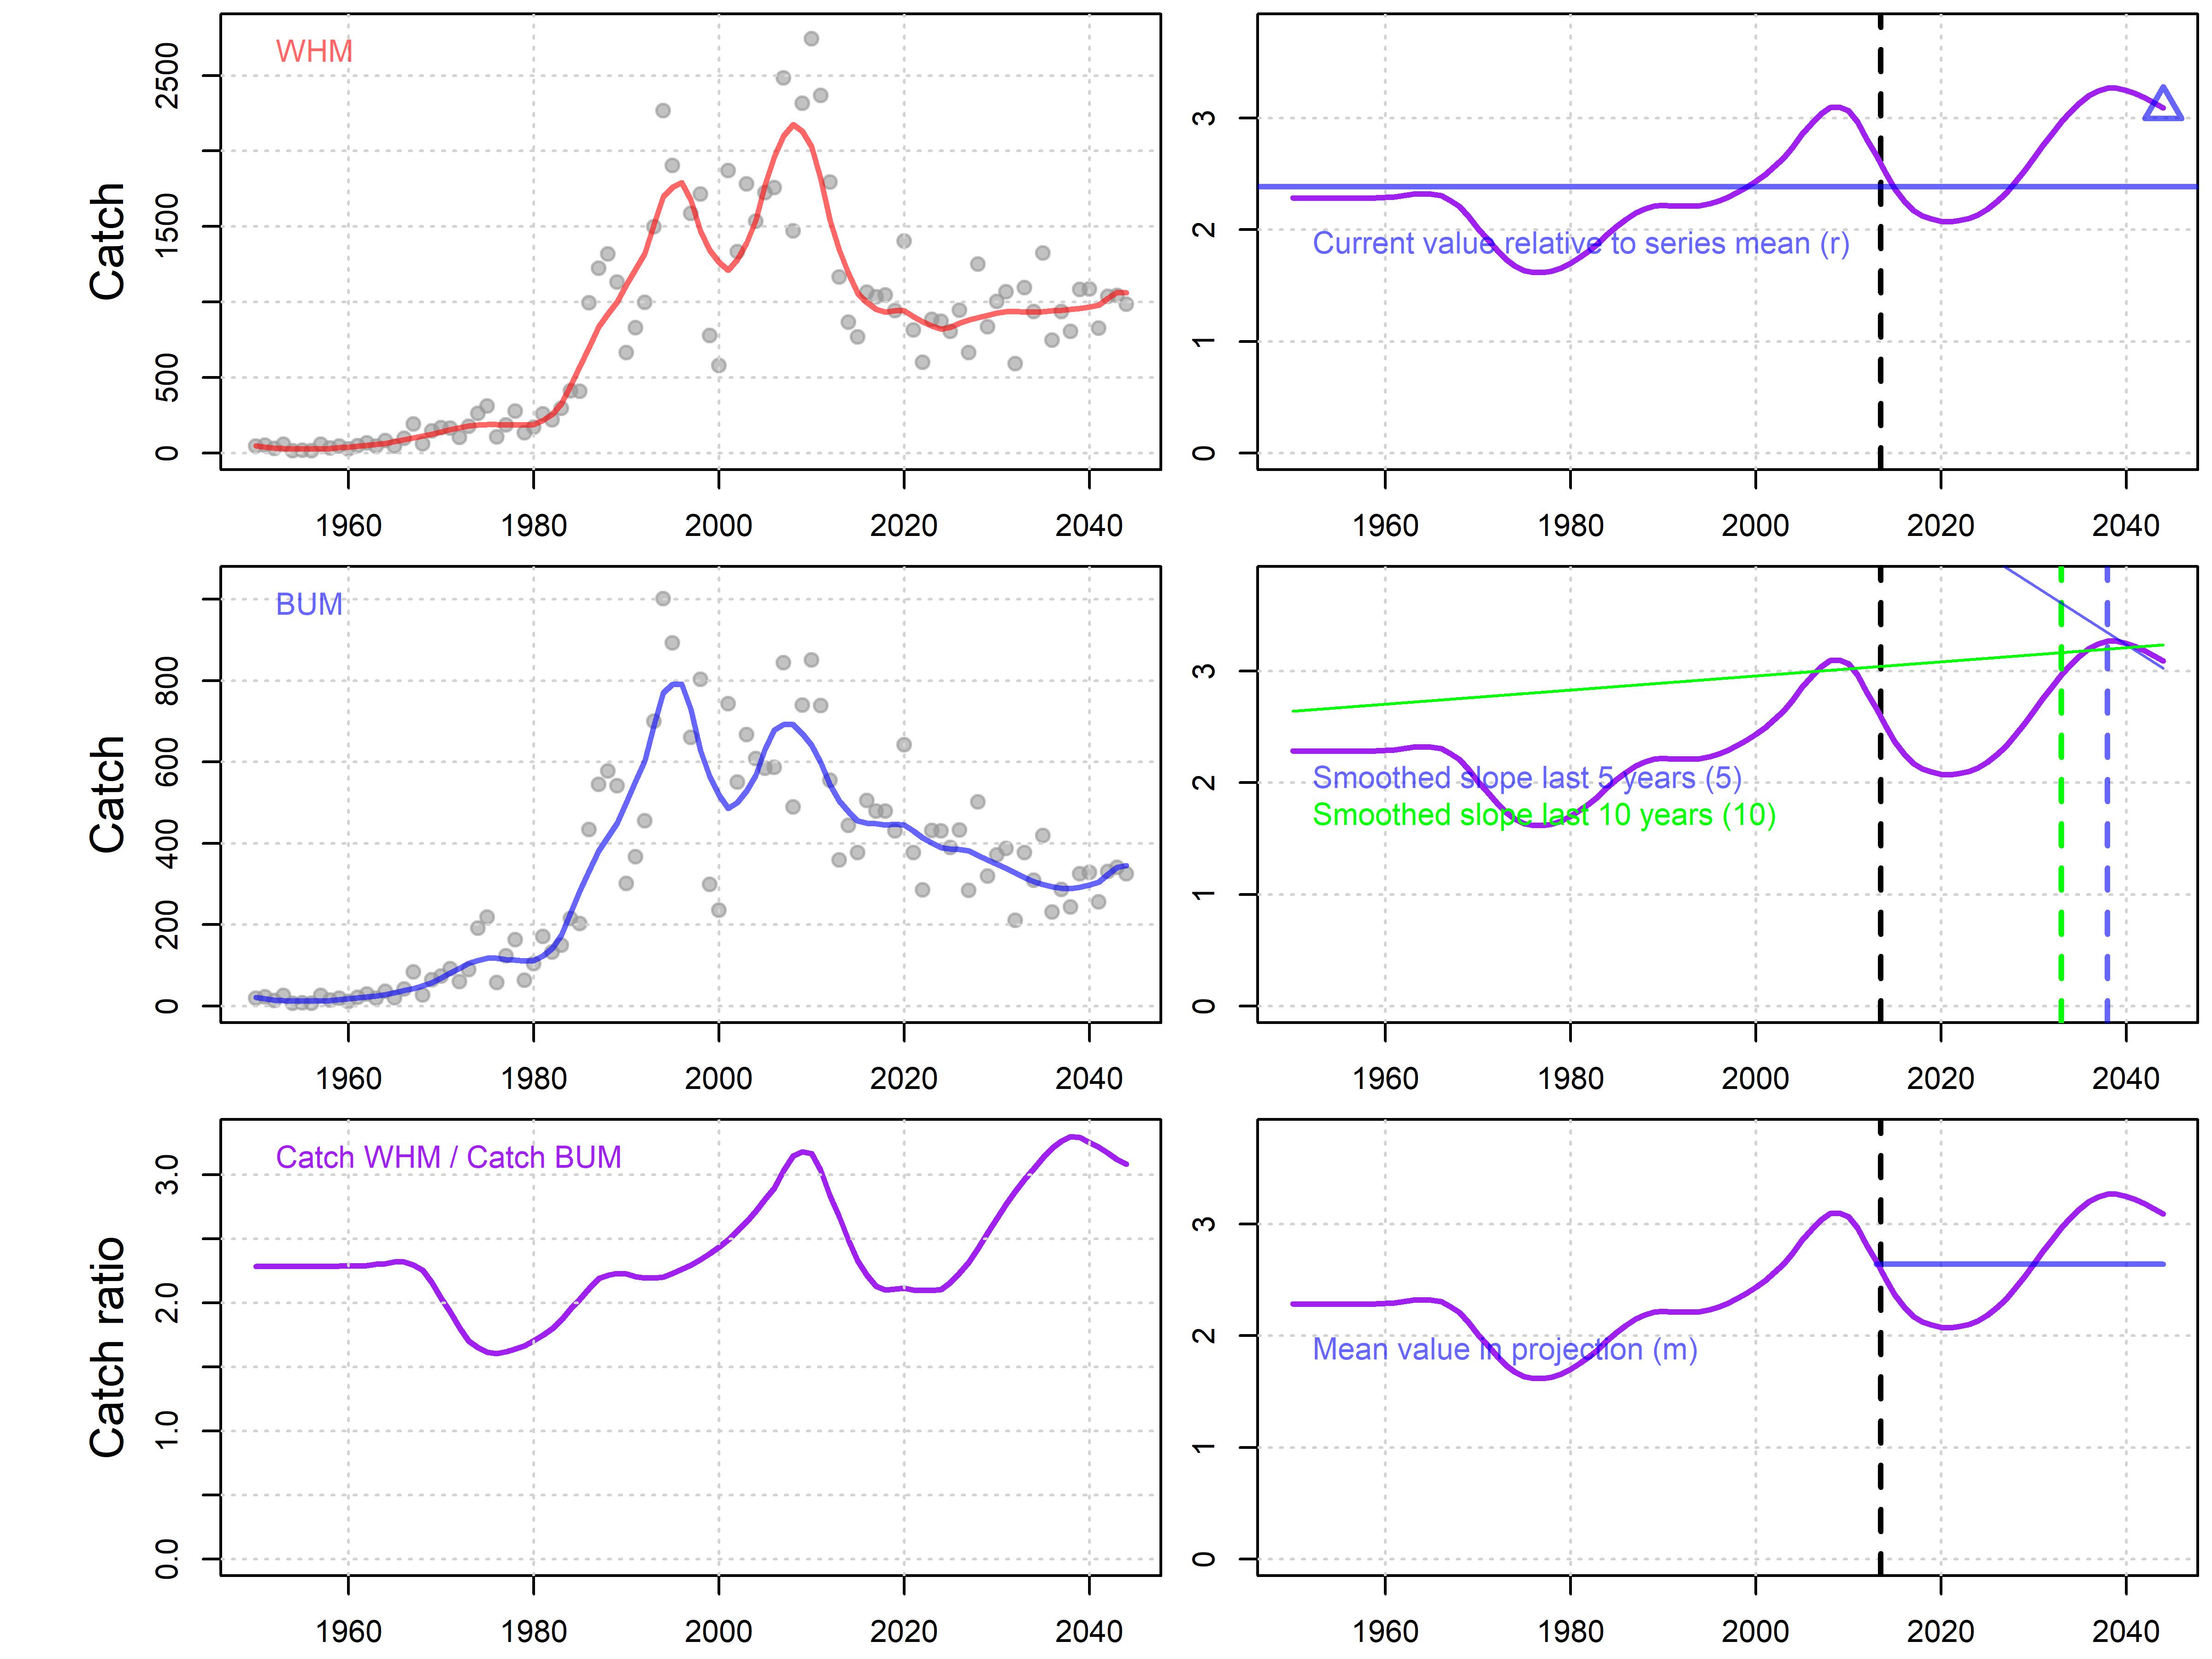 WHM
Catch
0
500
1500
2500
1960 1980 2000 2020 2040
Current value relative to series mean (r)
0
1
2
3
1960 1980 2000 2020 2040
BUM
Catch
0
200
400
600
800
1960 1980 2000 2020 2040
Smoothed slope last 5 years (5)
Smoothed slope last 10 years (10)
0
1
2
3
1960 1980 2000 2020 2040
Catch WHM / Catch BUM
Catch ratio
0.0
1.0
2.0
3.0
1960 1980 2000 2020 2040
Mean value in projection (m)
0
1
2
3
1960 1980 2000 2020 2040